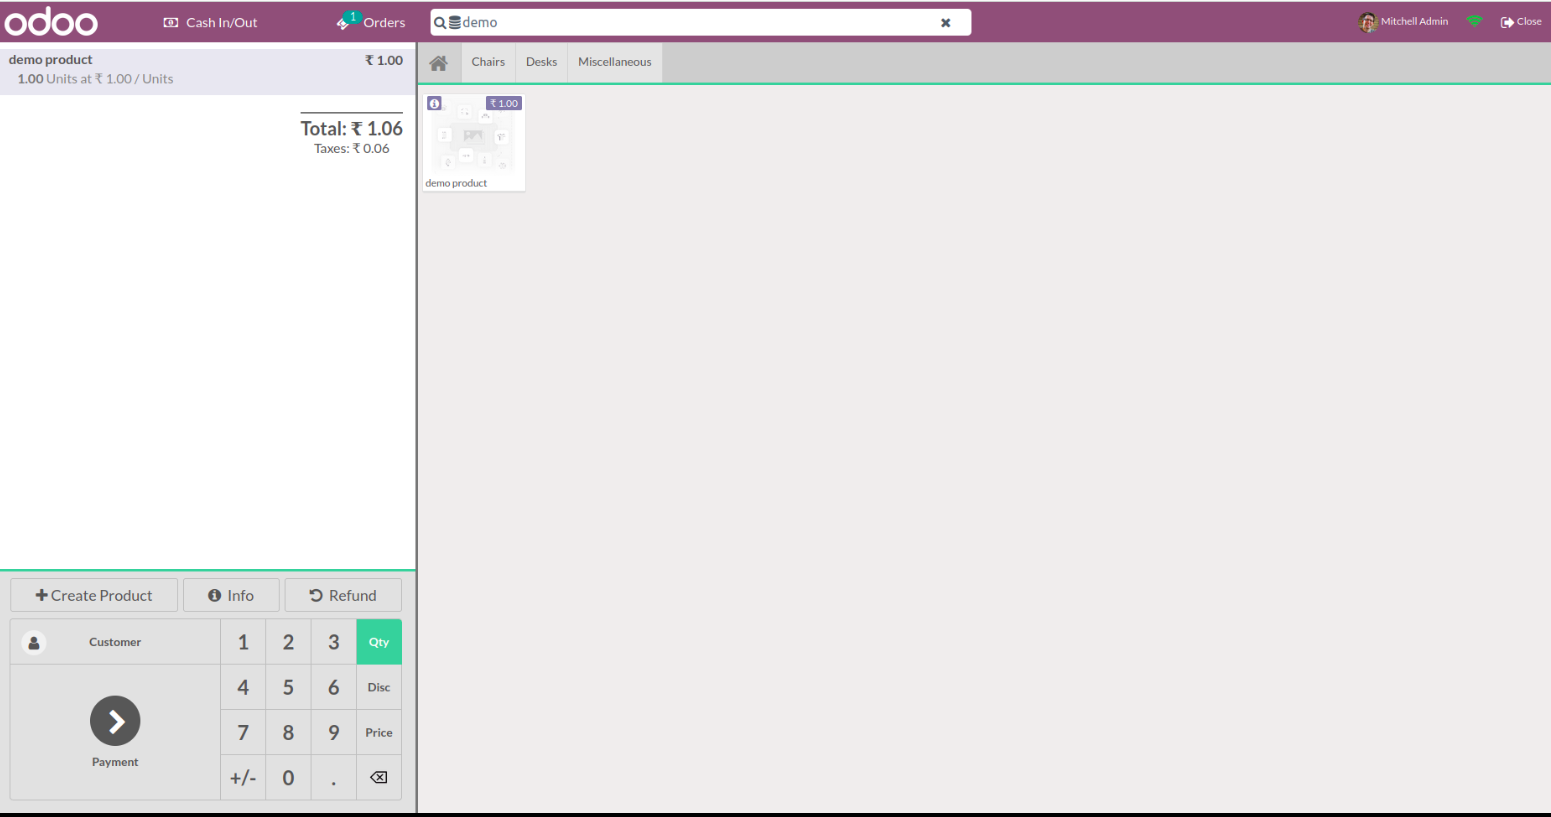 odoo
Cash In/Out
1
Orders
demo
Mitchell Admin
Close
demo product ₹ 1.00
1.00 Units at ₹ 1.00 / Units
Total: ₹ 1.06
Taxes: ₹ 0.06
Chairs
Desks
Miscellaneous
₹ 1.00
demo product
Create Product
Info
Refund
Customer
1 2 3 Qty
4 5 6 Disc
7 8 9 Price
+/- 0 .
Payment